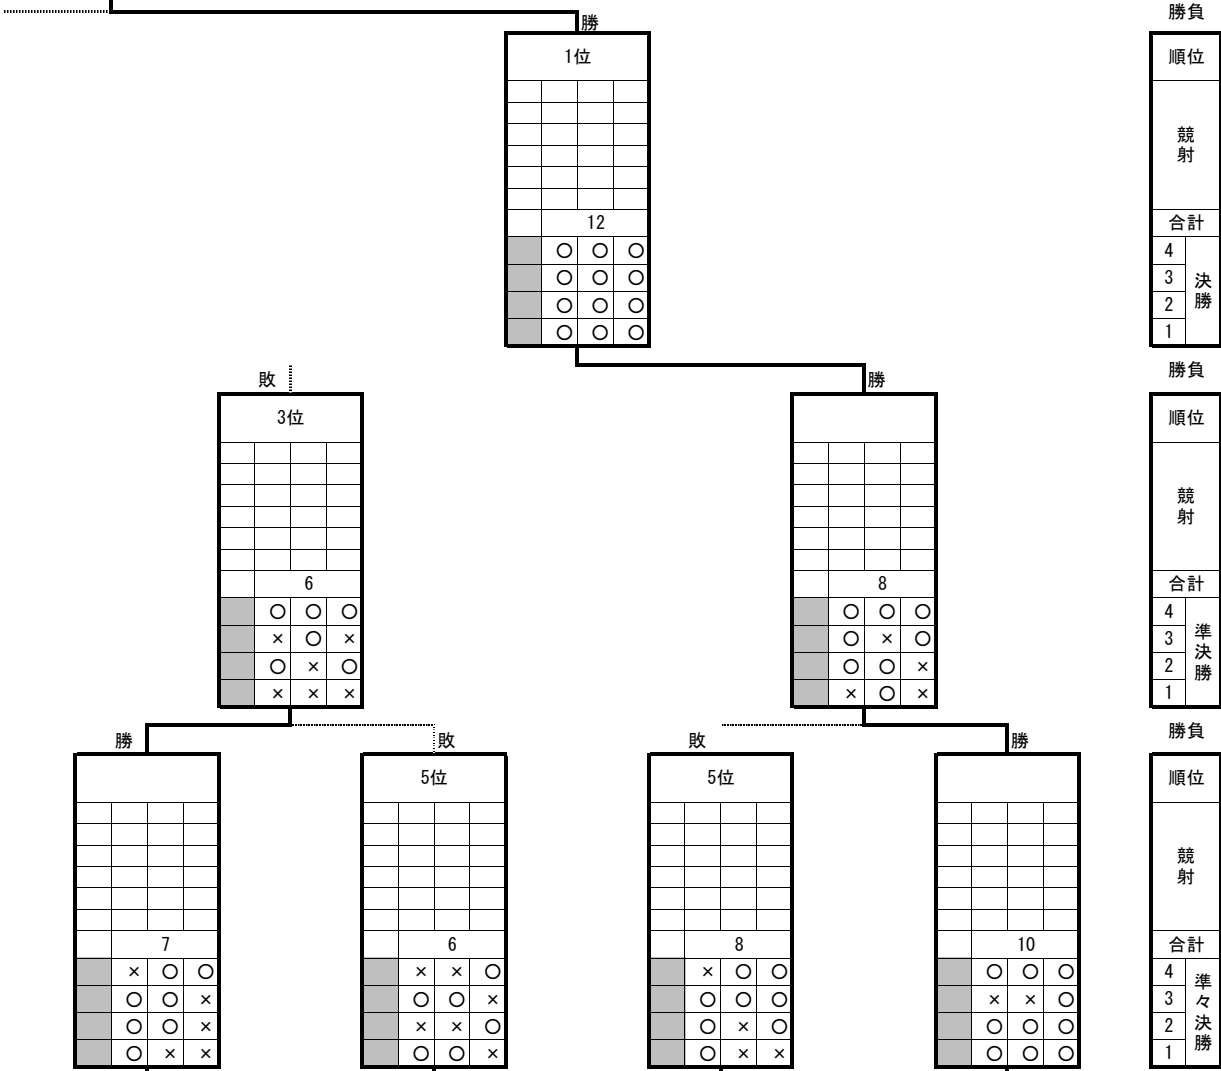 勝 勝負
1位 順位
競射
12 合計
○ ○ ○ 4
○ ○ ○ 3
○ ○ ○ 2
○ ○ ○ 1
決勝
敗 勝 勝負
3位 順位
競射
6 8 合計
○ ○ ○ ○ ○ ○ 4
× ○ × ○ × ○ 3
○ × ○ ○ ○ × 2
× × × × ○ × 1
準決勝
勝 敗 敗 勝 勝負
5位 5位 順位
競射
7 6 8 10 合計
× ○ ○ × × ○ × ○ ○ ○ ○ ○ 4
○ ○ × ○ ○ × ○ ○ ○ × × ○ 3
○ ○ × × × ○ ○ × ○ ○ ○ ○ 2
○ × × ○ ○ × ○ × × ○ ○ ○ 1
準々決勝